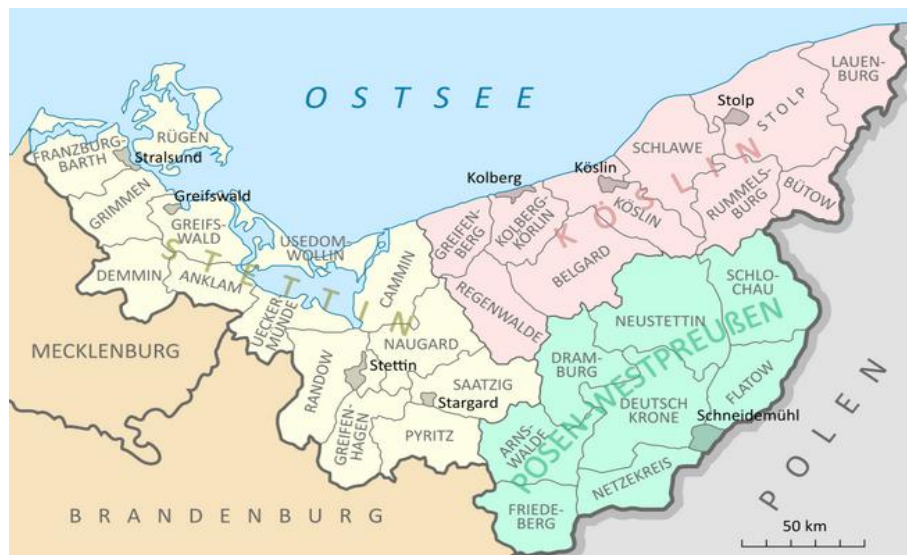 OSTSEE
LAUEN-
BURG
RÜGEN
Stolp
STOLP
FRANZBURG-
BARTH
Stralsund
SCHLAWE
Kolberg
Köslin
KÖSLIN
GRIMMEN
Greifswald
GREIFS-
WALD
GREIFEN-
BERG
KOLBERG-
KÖRLIN
KÖSLIN
RUMMELS-
BURG
BÜTOW
USEDOM-
WOLLIN
STETTIN
DEMMIN
ANKLAM
CAMMIN
BELGARD
SCHLO-
CHAU
UECKER-
MÜNDE
REGENWALDE
NEUSTETTIN
MECKLENBURG
NAUGARD
RANDOW
Stettin
DRAM-
BURG
POSEN-WESTPREUßEN
SAATZIG
FLATOW
Stargard
DEUTSCH
KRONE
Schneidemühl
GREIFEN-
HAGEN
PYRITZ
ARNS-
WALDE
NETZEKREIS
POLEN
BRANDENBURG
FRIEDE-
BERG
50 km